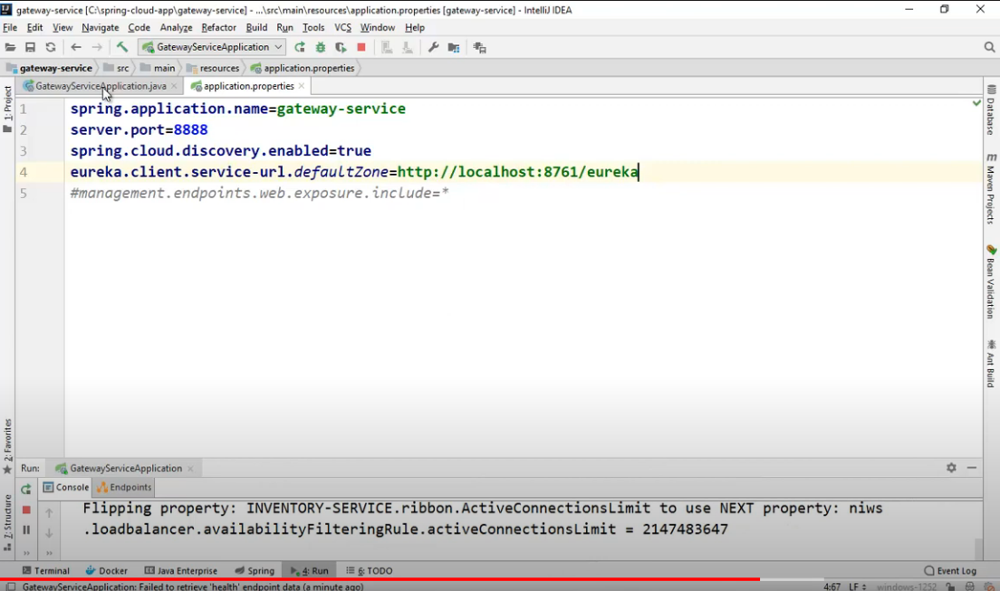 gateway-service [C:\spring-cloud-app\gateway-service] - ...\src\main\resources\application.properties [gateway-service] - IntelliJ IDEA
File Edit View Navigate Code Analyze Refactor Build Run Tools VCS Window Help
GatewayServiceApplication
gateway-service src main resources application.properties
GatewayServiceApplication.java application.properties
1 spring.application.name=gateway-service
2 server.port=8888
3 spring.cloud.discovery.enabled=true
4 eureka.client.service-url.defaultZone=http://localhost:8761/eureka
5 #management.endpoints.web.exposure.include=*
1: Project
2: Favorites
7: Structure
Database
Maven Projects
Bean Validation
Ant Build
Run: GatewayServiceApplication
Console Endpoints
Flipping property: INVENTORY-SERVICE.ribbon.ActiveConnectionsLimit to use NEXT property: niws
.loadbalancer.availabilityFilteringRule.activeConnectionsLimit = 2147483647
Terminal Docker Java Enterprise Spring 4: Run 6: TODO Event Log
GatewayServiceApplication: Failed to retrieve 'health' endpoint data (a minute ago) 4:67 LF windows-1252